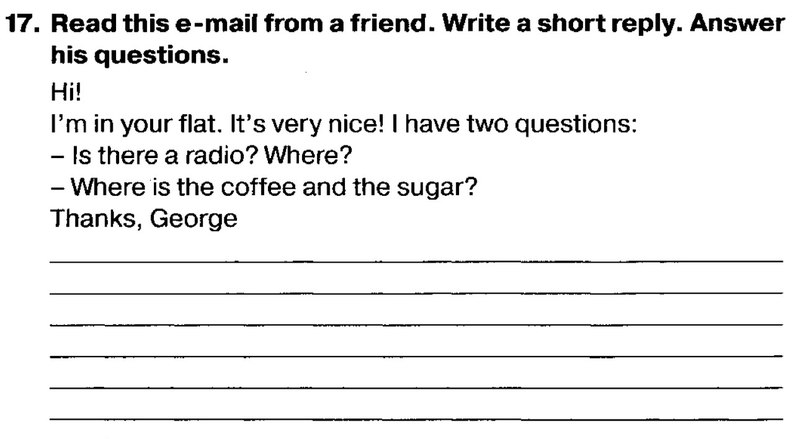 17. Read this e-mail from a friend. Write a short reply. Answer
his questions.
Hi!
I'm in your flat. It's very nice! I have two questions:
– Is there a radio? Where?
– Where is the coffee and the sugar?
Thanks, George